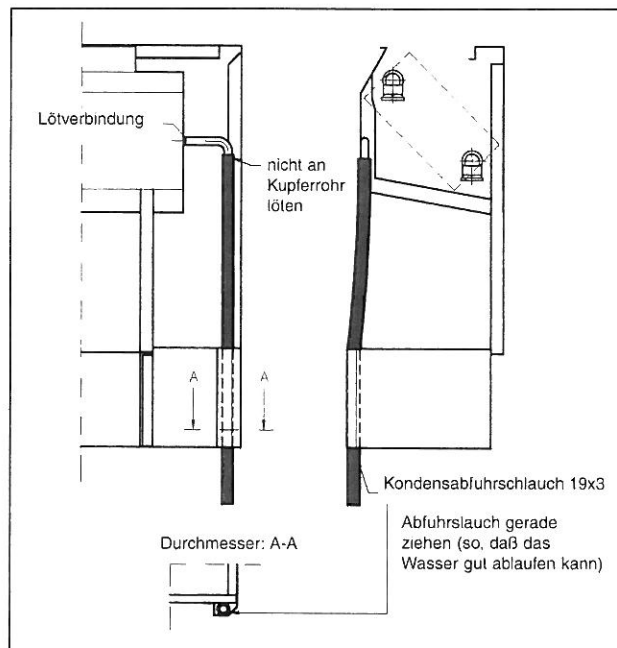 Lötverbindung
nicht an
Kupferrohr
löten
A
A
Kondensabfuhrschlauch 19x3
Abfuhrslauch gerade
ziehen (so, daß das
Wasser gut ablaufen kann)
Durchmesser: A-A